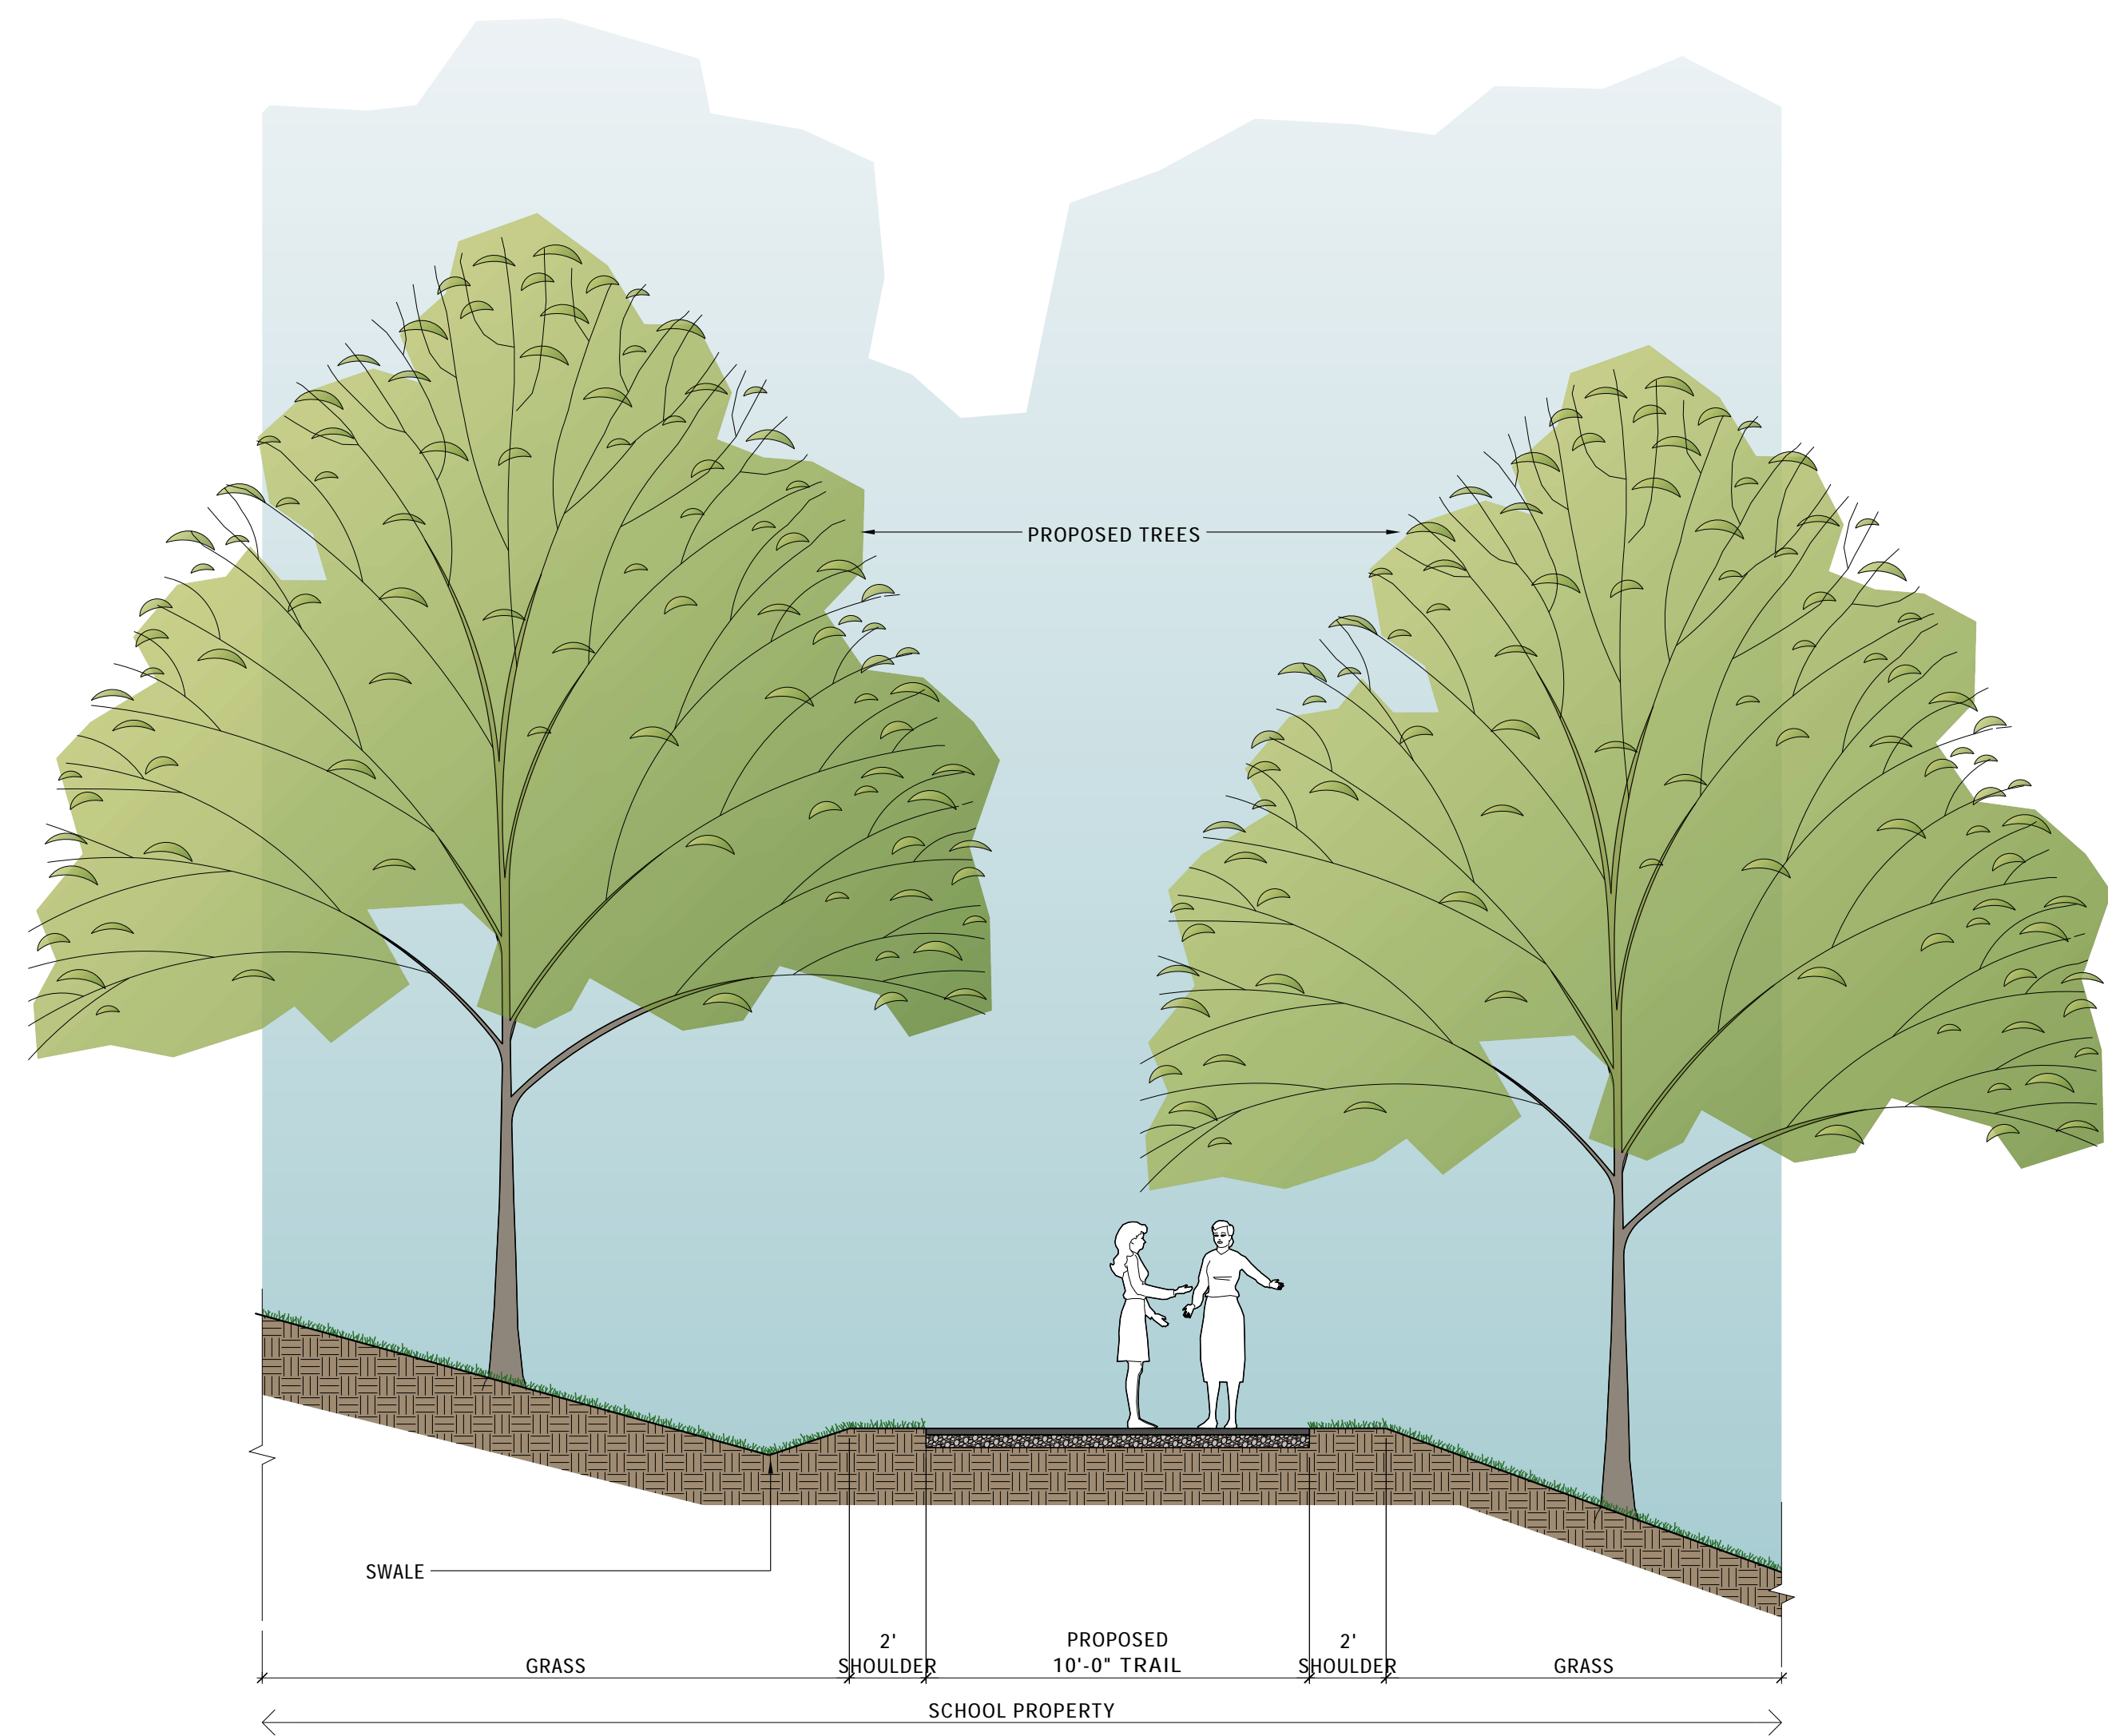 PROPOSED TREES
SWALE
GRASS
2'
SHOULDER
PROPOSED
10'-0" TRAIL
2'
SHOULDER
GRASS
SCHOOL PROPERTY